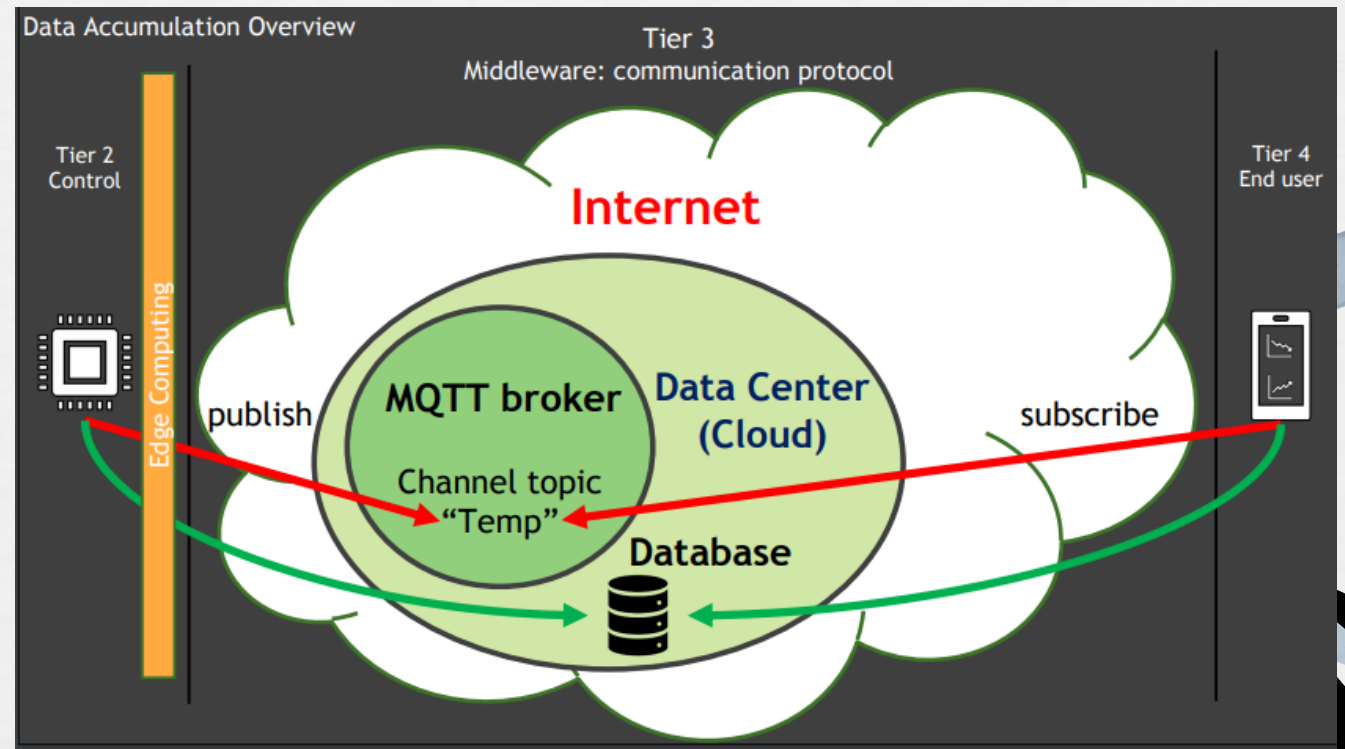 Data Accumulation Overview
Tier 3
Middleware: communication protocol
Tier 2
Control
Tier 4
End user
Internet
Edge Computing
publish
MQTT broker
Channel topic
“Temp”
Data Center
(Cloud)
subscribe
Database